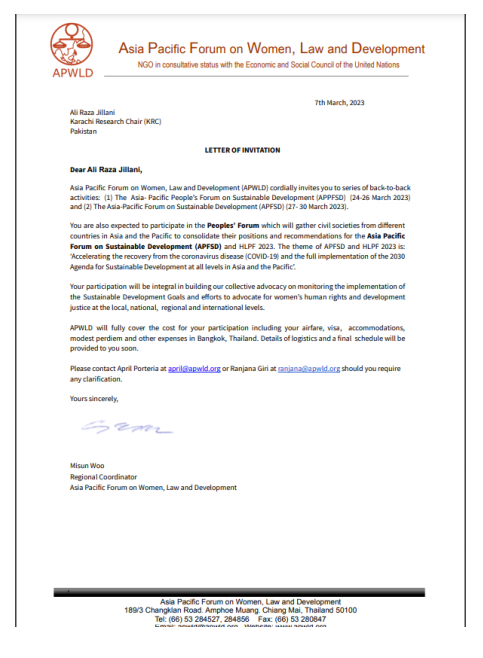 APWLD
Asia Pacific Forum on Women, Law and Development
NGO in consultative status with the Economic and Social Council of the United Nations
7th March, 2023
Ali Raza Jillani
Karachi Research Chair (KRC)
Pakistan
LETTER OF INVITATION
Dear Ali Raza Jillani,
Asia Pacific Forum on Women, Law and Development (APWLD) cordially invites you to series of back-to-back
activities: (1) The Asia- Pacific People's Forum on Sustainable Development (APPFSD) (24-26 March 2023)
and (2) The Asia-Pacific Forum on Sustainable Development (APFSD) (27- 30 March 2023).
You are also expected to participate in the Peoples' Forum which will gather civil societies from different
countries in Asia and the Pacific to consolidate their positions and recommendations for the Asia Pacific
Forum on Sustainable Development (APFSD) and HLPF 2023. The theme of APFSD and HLPF 2023 is:
'Accelerating the recovery from the coronavirus disease (COVID-19) and the full implementation of the 2030
Agenda for Sustainable Development at all levels in Asia and the Pacific'.
Your participation will be integral in building our collective advocacy on monitoring the implementation of
the Sustainable Development Goals and efforts to advocate for women's human rights and development
justice at the local, national, regional and international levels.
APWLD will fully cover the cost for your participation including your airfare, visa, accommodations,
modest perdiem and other expenses in Bangkok, Thailand. Details of logistics and a final schedule will be
provided to you soon.
Please contact April Porteria at april@apwld.org or Ranjana Giri at ranjana@apwld.org should you require
any clarification.
Yours sincerely,
Misun Woo
Regional Coordinator
Asia Pacific Forum on Women, Law and Development
Asia Pacific Forum on Women, Law and Development
189/3 Changklan Road. Amphoe Muang. Chiang Mai, Thailand 50100
Tel: (66) 53 284527, 284856 Fax: (66) 53 280847
Email: apwld@apwld.org Website: www.apwld.org